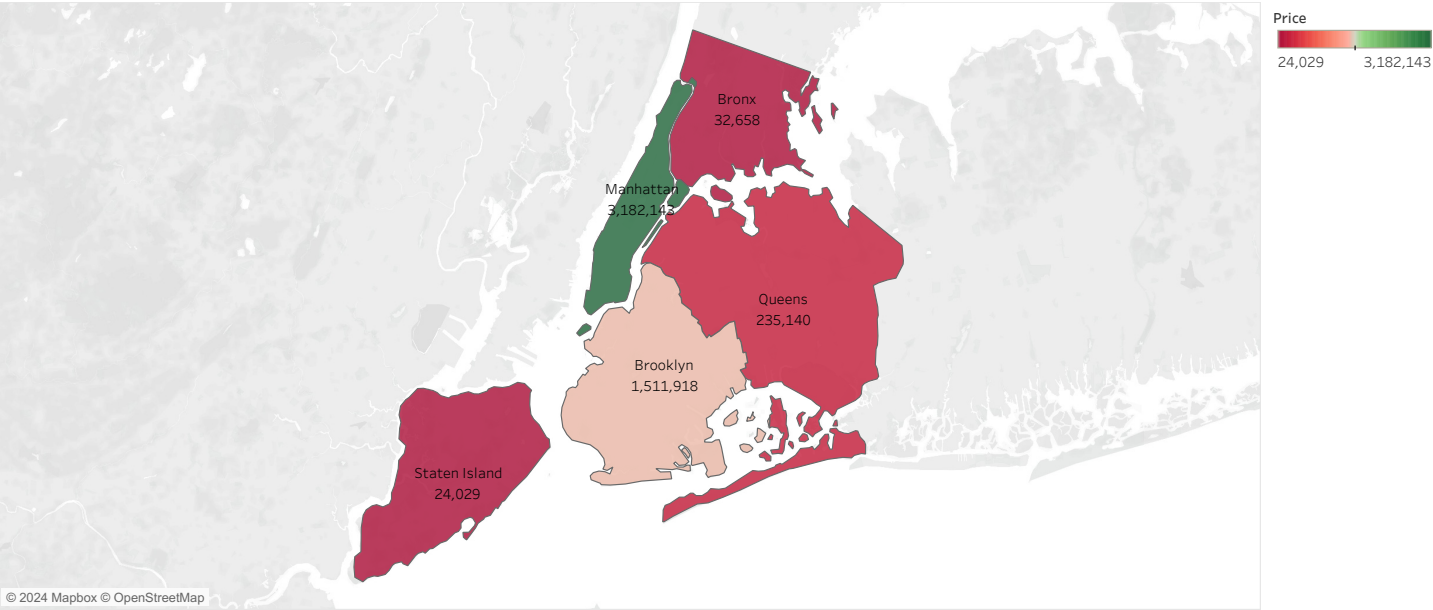 Price
24,029 3,182,143
Bronx
32,658
Manhattan
3,182,143
Queens
235,140
Brooklyn
1,511,918
Staten Island
24,029
© 2024 Mapbox © OpenStreetMap